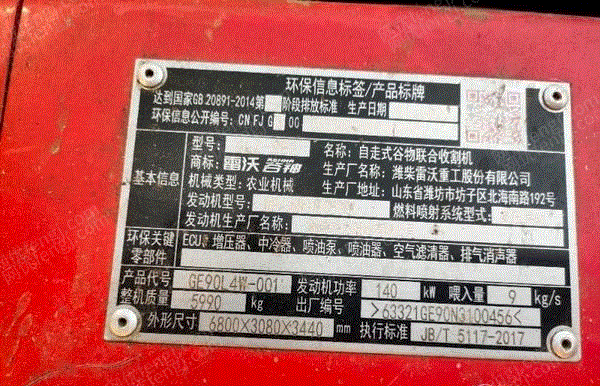 环保信息标签/产品标牌
达到国家GB 20891-2014第 阶段排放标准 生产日期
环保信息公开编号: CN FJ G 00
基本信息
型号: 名称: 自走式谷物联合收割机
商标: 雷沃谷神 生产厂名称: 潍柴雷沃重工股份有限公司
机械类型: 农业机械 生产厂地址: 山东省潍坊市坊子区北海南路192号
发动机型号: 燃料喷射系统型式:
发动机生产厂名称:
环保关键零部件 ECU、增压器、中冷器、喷油泵、喷油器、空气滤清器、排气消声器
产品代号 GE90L4W-001 发动机功率 140 kW 喂入量 9 kg/s
整机质量 5990 kg 出厂编号 >63321GE90NG100456<
外形尺寸 6800×3080×3440 mm 执行标准 JB/T 5117-2017